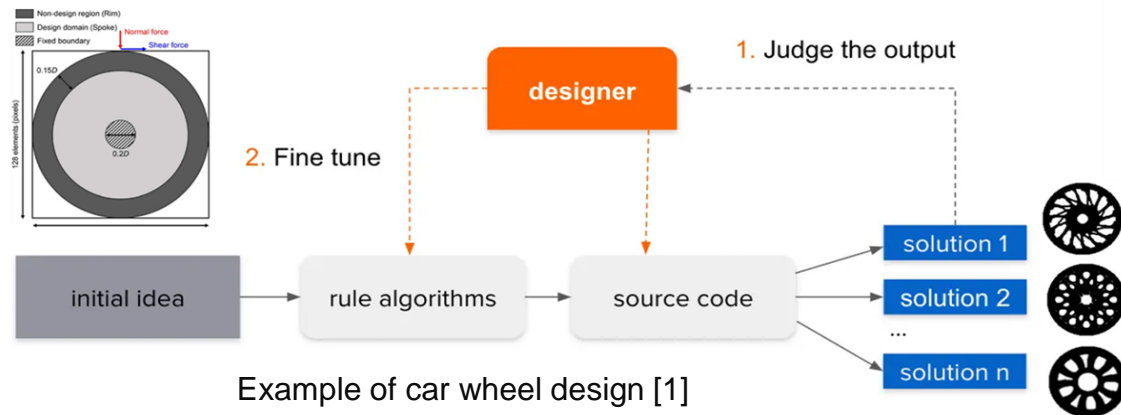 Non-design region (Rim)
Design domain (Spoke)
Fixed boundary
Normal force
Shear force
0.15D
0.2D
128 elements (pixels)
1. Judge the output
designer
2. Fine tune
initial idea
rule algorithms
source code
solution 1
solution 2
...
solution n
Example of car wheel design [1]